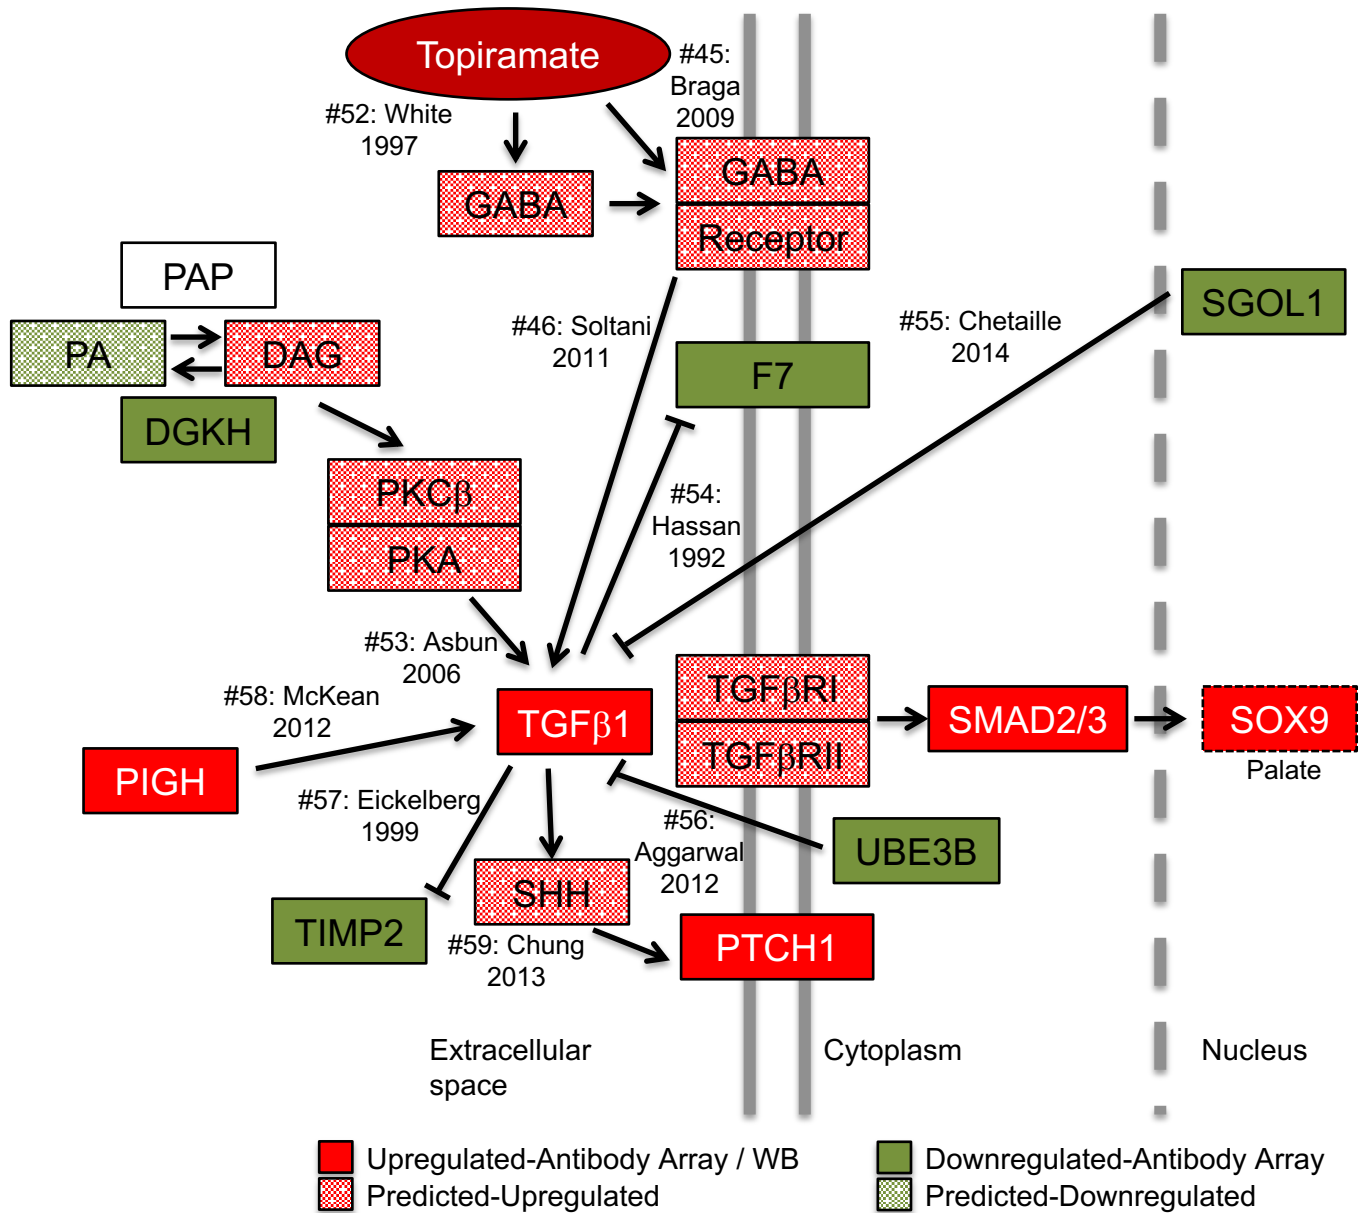 Topiramate
#45:
Braga
2009
#52: White
1997
GABA
GABA
Receptor
PAP
PA
DAG
DGKH
#46: Soltani
2011
F7
#55: Chetaille
2014
SGOL1
PKCβ
PKA
#54:
Hassan
1992
#53: Asbun
2006
#58: McKean
2012
TGFβ1
TGFβRI
TGFβRII
SMAD2/3
SOX9
Palate
PIGH
#57: Eickelberg
1999
#56:
Aggarwal
2012
UBE3B
SHH
TIMP2
#59: Chung
2013
PTCH1
Extracellular
space
Cytoplasm
Nucleus
Upregulated-Antibody Array / WB
Downregulated-Antibody Array
Predicted-Upregulated
Predicted-Downregulated